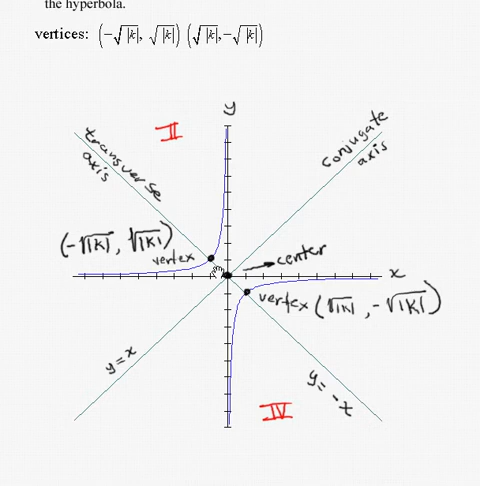 the hyperbola.
vertices: (-√|k|, √|k|) (√|k|,-√|k|)
y
II
transverse
axis
conjugate
axis
(-√|k|, √|k|)
vertex
center
x
vertex (√|k|, -√|k|)
y=x
y=-x
IV